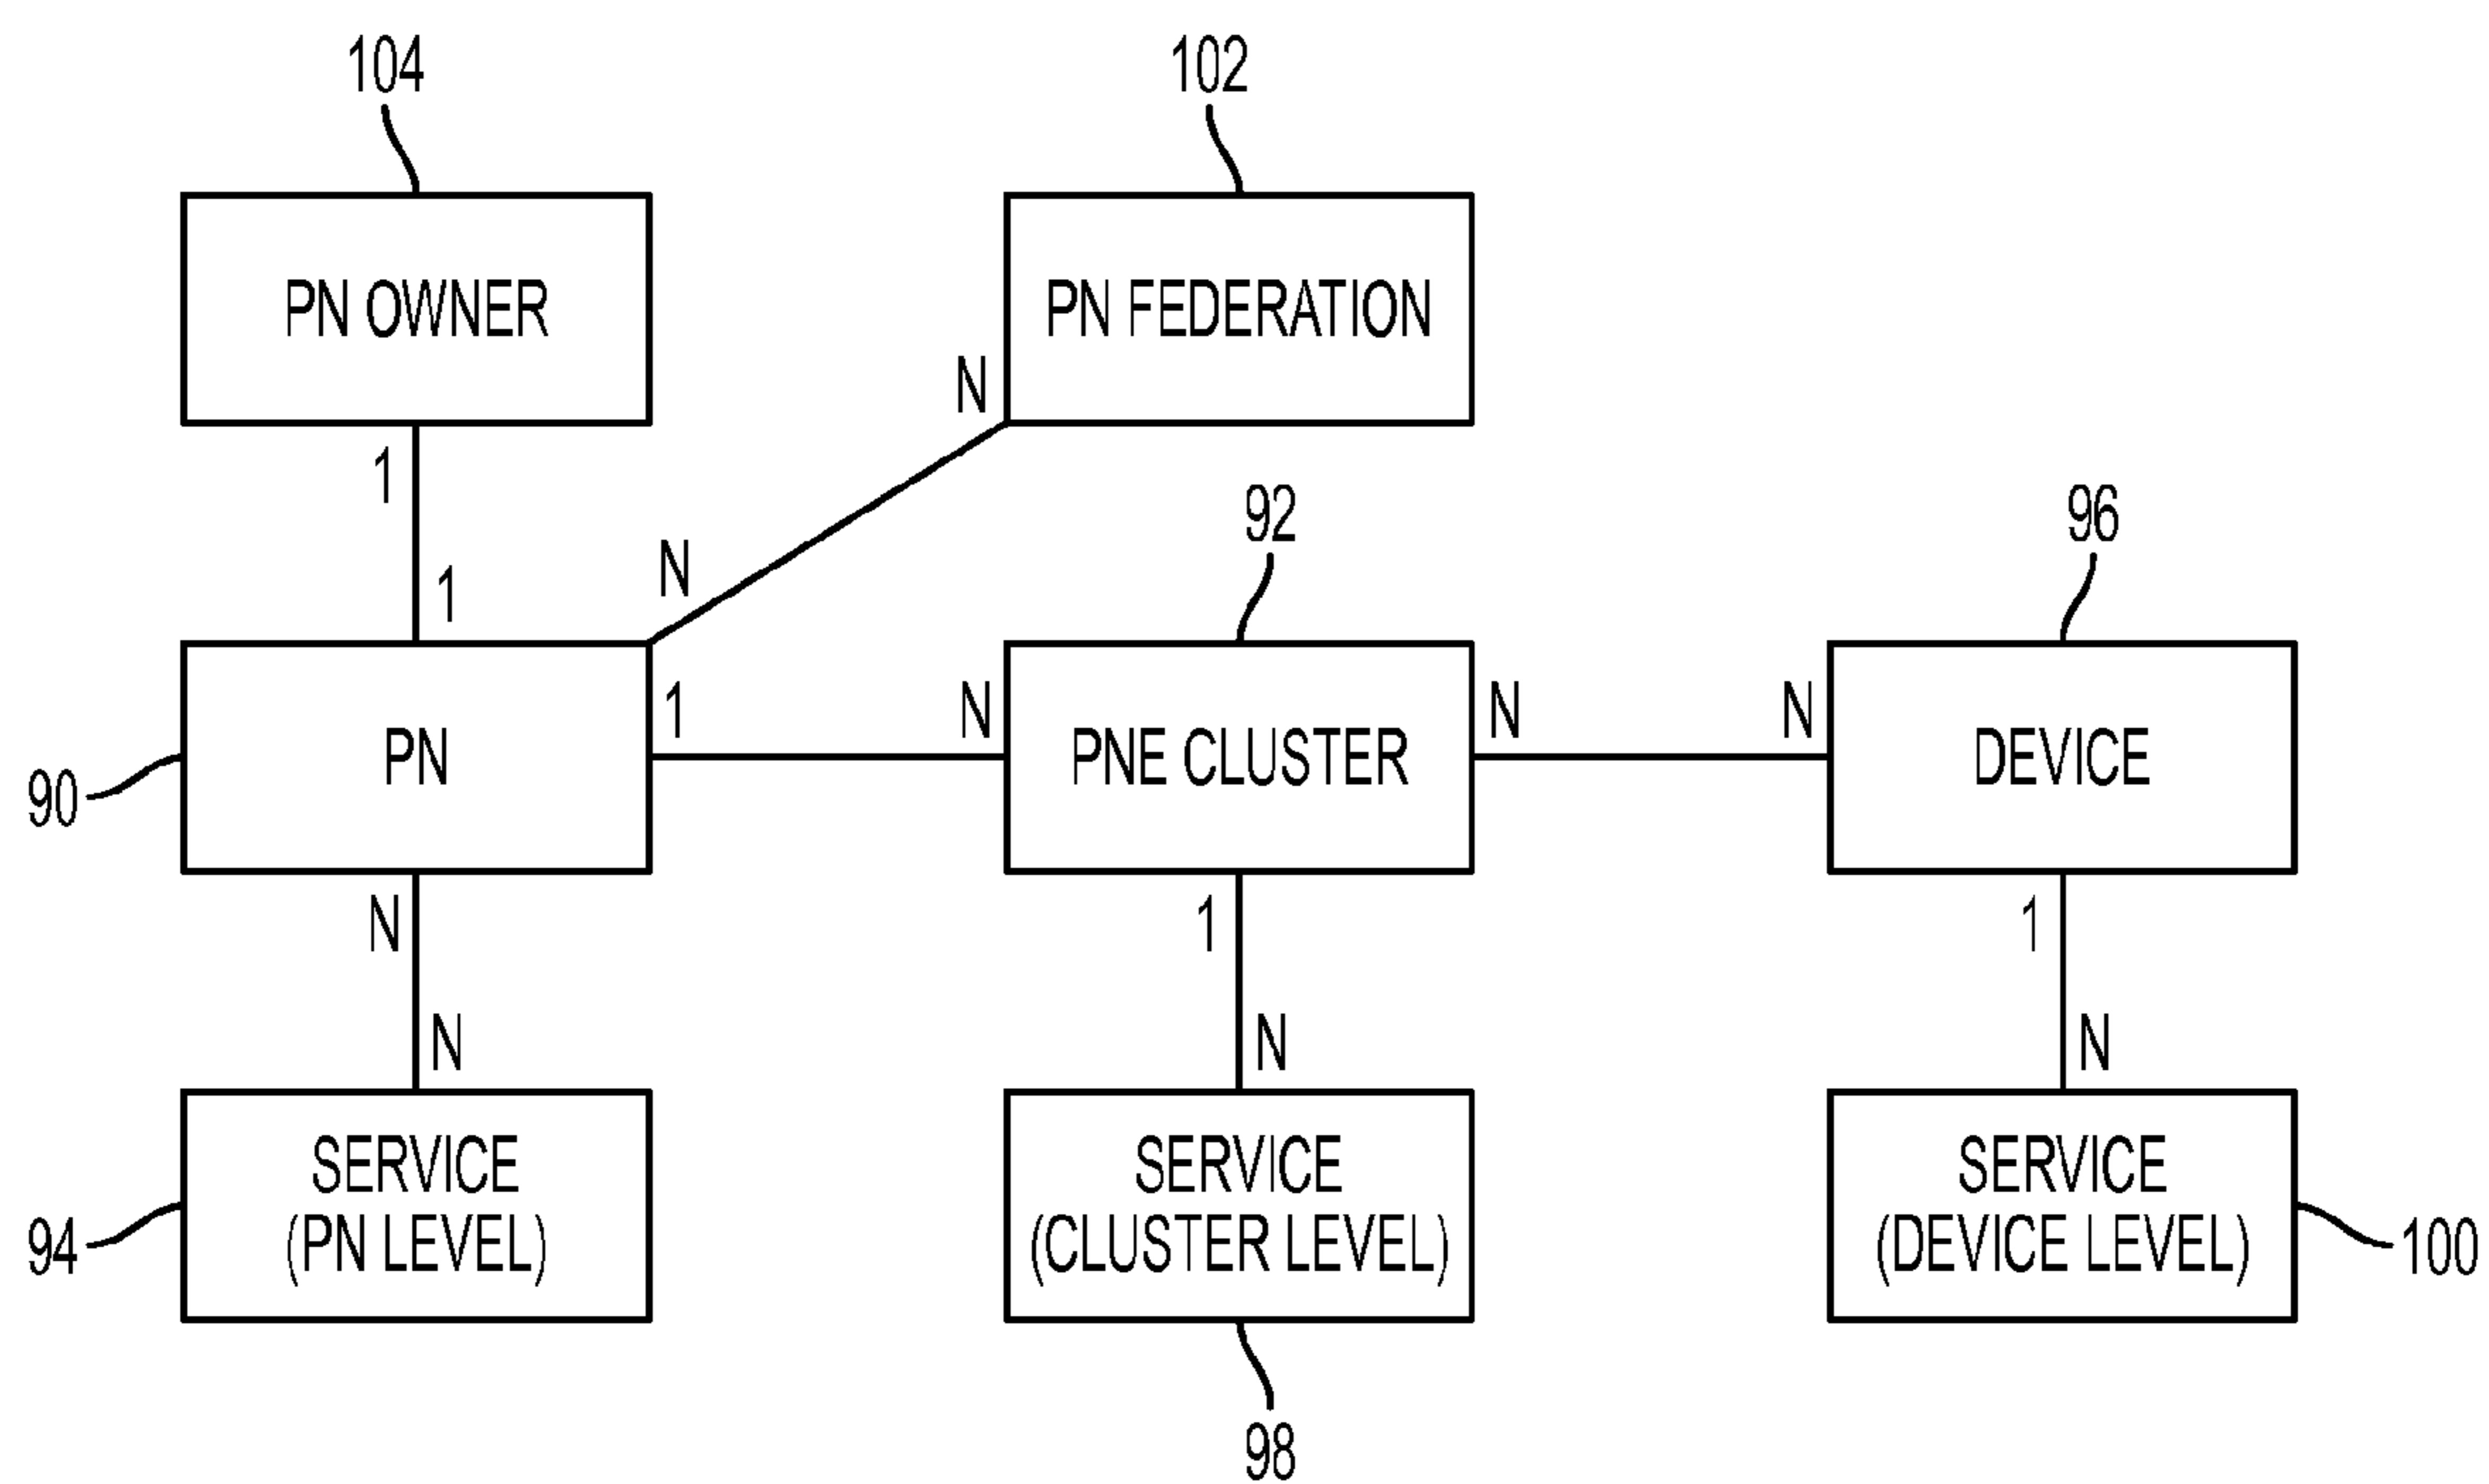 104
102
PN OWNER
PN FEDERATION
N
1
92
96
N
1
1
N
N
N
PN
PNE CLUSTER
DEVICE
90
N
1
1
N
N
N
SERVICE
(PN LEVEL)
SERVICE
(CLUSTER LEVEL)
SERVICE
(DEVICE LEVEL)
94
100
98